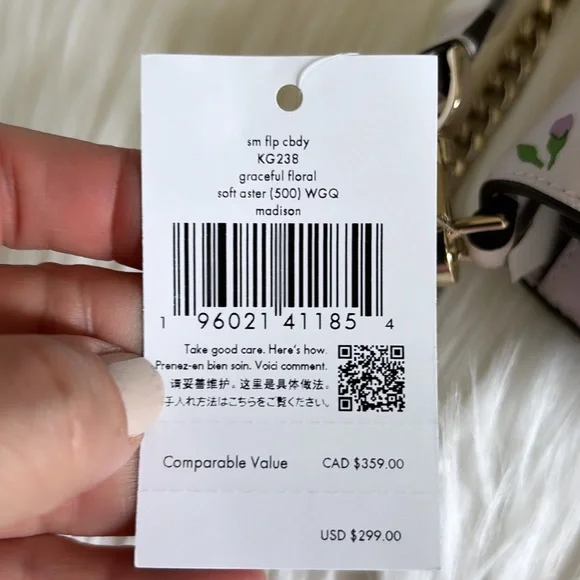 sm flp cbdy
KG238
graceful floral
soft aster (500) WGQ
madison
1 96021 41185 4
Take good care. Here's how.
Prenez-en bien soin. Voici comment.
请妥善维护。这里是具体做法。
手入れ方法はこちらをご覧ください。
Comparable Value CAD $359.00
USD $299.00